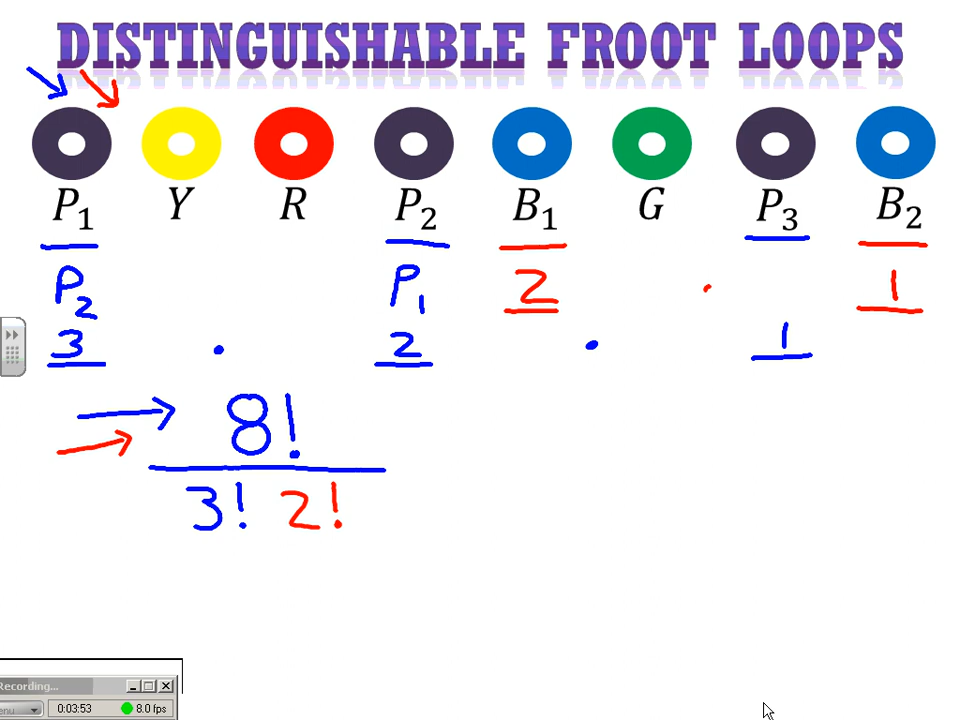 DISTINGUISHABLE FROOT LOOPS
P₁ Y R P₂ B₁ G P₃ B₂
P₂ P₁ 2 · 1
3 · 2 · 1
8!
3! 2!
Recording...
enu
0:03:53 8.0 fps